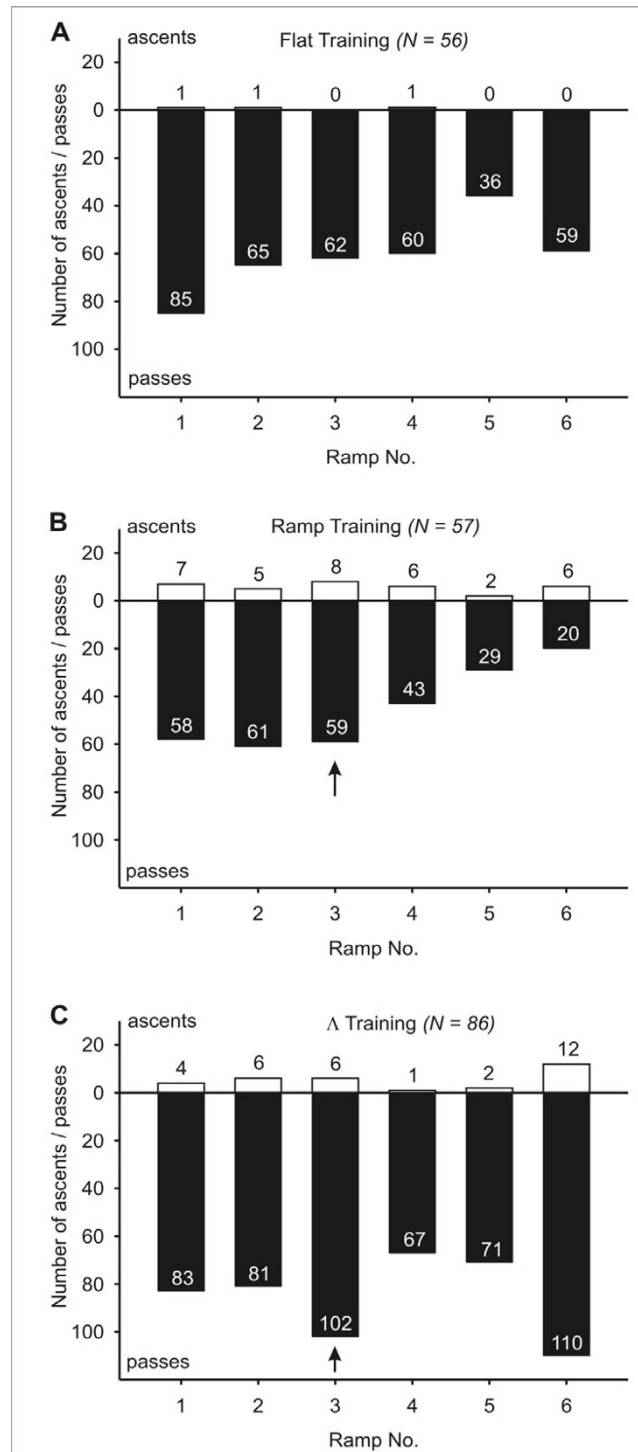 A
ascents
Flat Training (N = 56)
Number of ascents / passes
20
0
20
40
60
80
100
1 1 0 1 0 0
85 65 62 60 36 59
passes
1 2 3 4 5 6
Ramp No.
B
ascents
Ramp Training (N = 57)
Number of ascents / passes
20
0
20
40
60
80
100
7 5 8 6 2 6
58 61 59 43 29 20
passes
1 2 3 4 5 6
Ramp No.
C
ascents
Λ Training (N = 86)
Number of ascents / passes
20
0
20
40
60
80
100
4 6 6 1 2 12
83 81 102 67 71 110
passes
1 2 3 4 5 6
Ramp No.